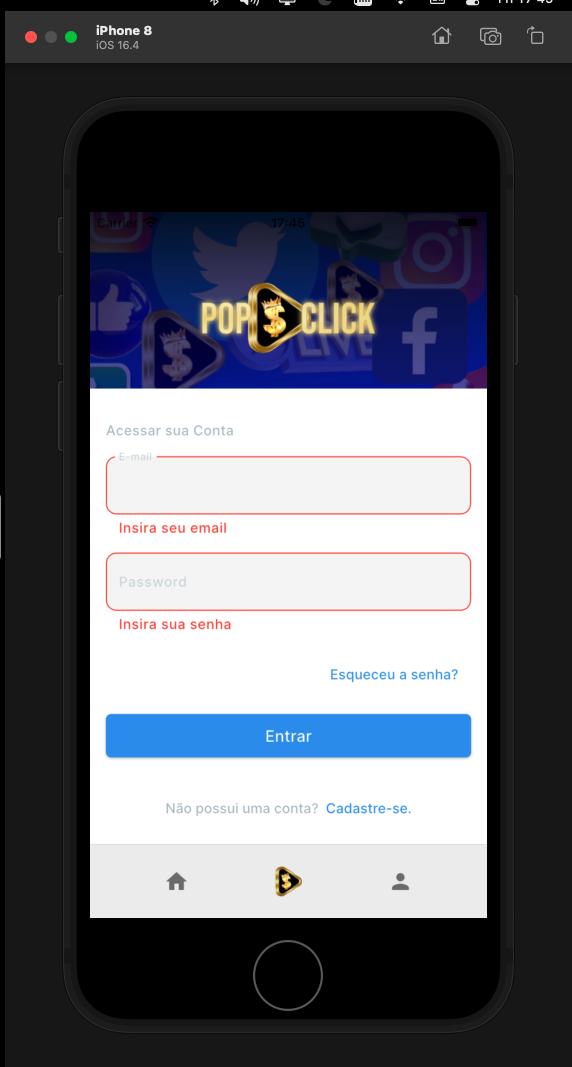 iPhone 8
iOS 16.4
Carrier
17:45
POP $ CLICK
$
$
LIVE
Acessar sua Conta
E-mail
Insira seu email
Password
Insira sua senha
Esqueceu a senha?
Entrar
Não possui uma conta? Cadastre-se.
$